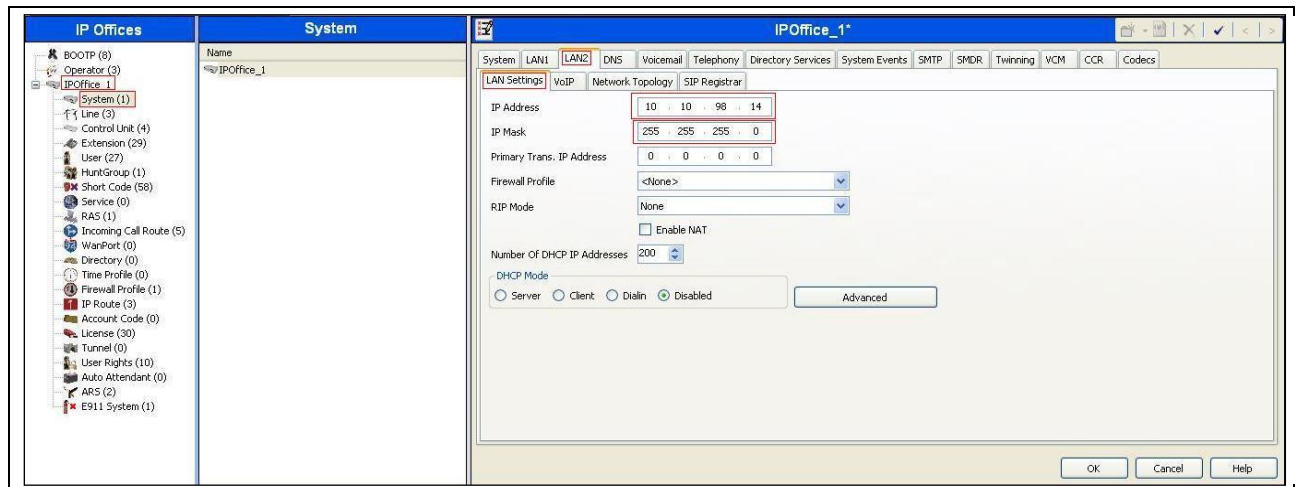 IP Offices
BOOTP (8)
Operator (3)
IPOffice_1
System (1)
Line (3)
Control Unit (4)
Extension (29)
User (27)
HuntGroup (1)
Short Code (58)
Service (0)
RAS (1)
Incoming Call Route (5)
WanPort (0)
Directory (0)
Time Profile (0)
Firewall Profile (1)
IP Route (3)
Account Code (0)
License (30)
Tunnel (0)
User Rights (10)
Auto Attendant (0)
ARS (2)
E911 System (1)
System
Name
IPOffice_1
IPOffice_1*
System LAN1 LAN2 DNS Voicemail Telephony Directory Services System Events SMTP SMDR Twinning VCM CCR Codecs
LAN Settings VoIP Network Topology SIP Registrar
IP Address 10 . 10 . 98 . 14
IP Mask 255 . 255 . 255 . 0
Primary Trans. IP Address 0 . 0 . 0 . 0
Firewall Profile <None>
RIP Mode None
Enable NAT
Number Of DHCP IP Addresses 200
DHCP Mode
Server Client Dialin Disabled Advanced
OK Cancel Help